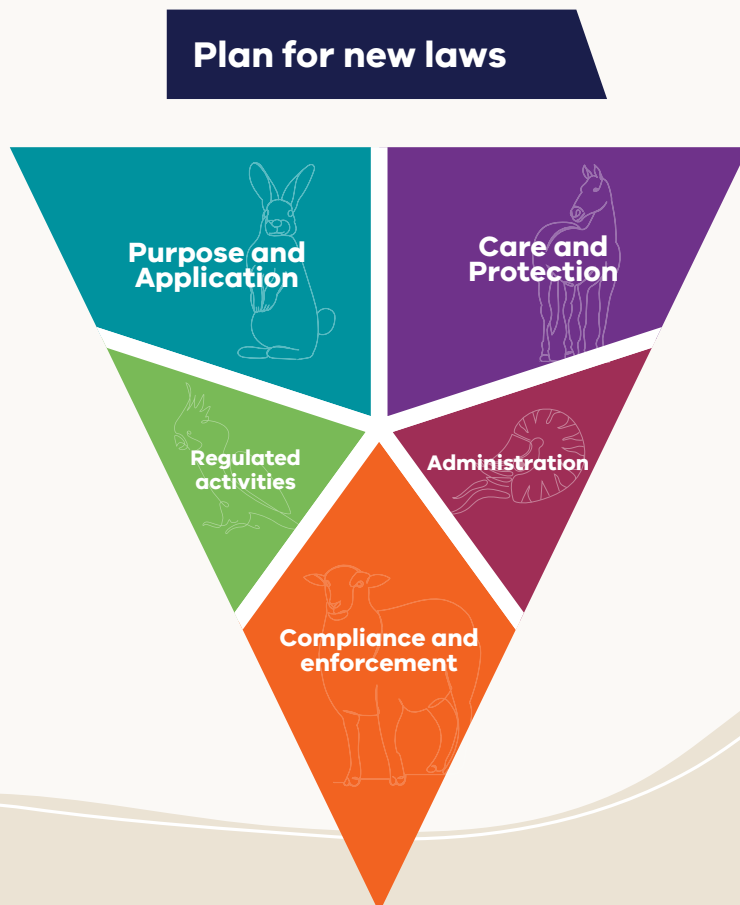 Plan for new laws
Purpose and
Application
Care and
Protection
Regulated
activities
Administration
Compliance and
enforcement